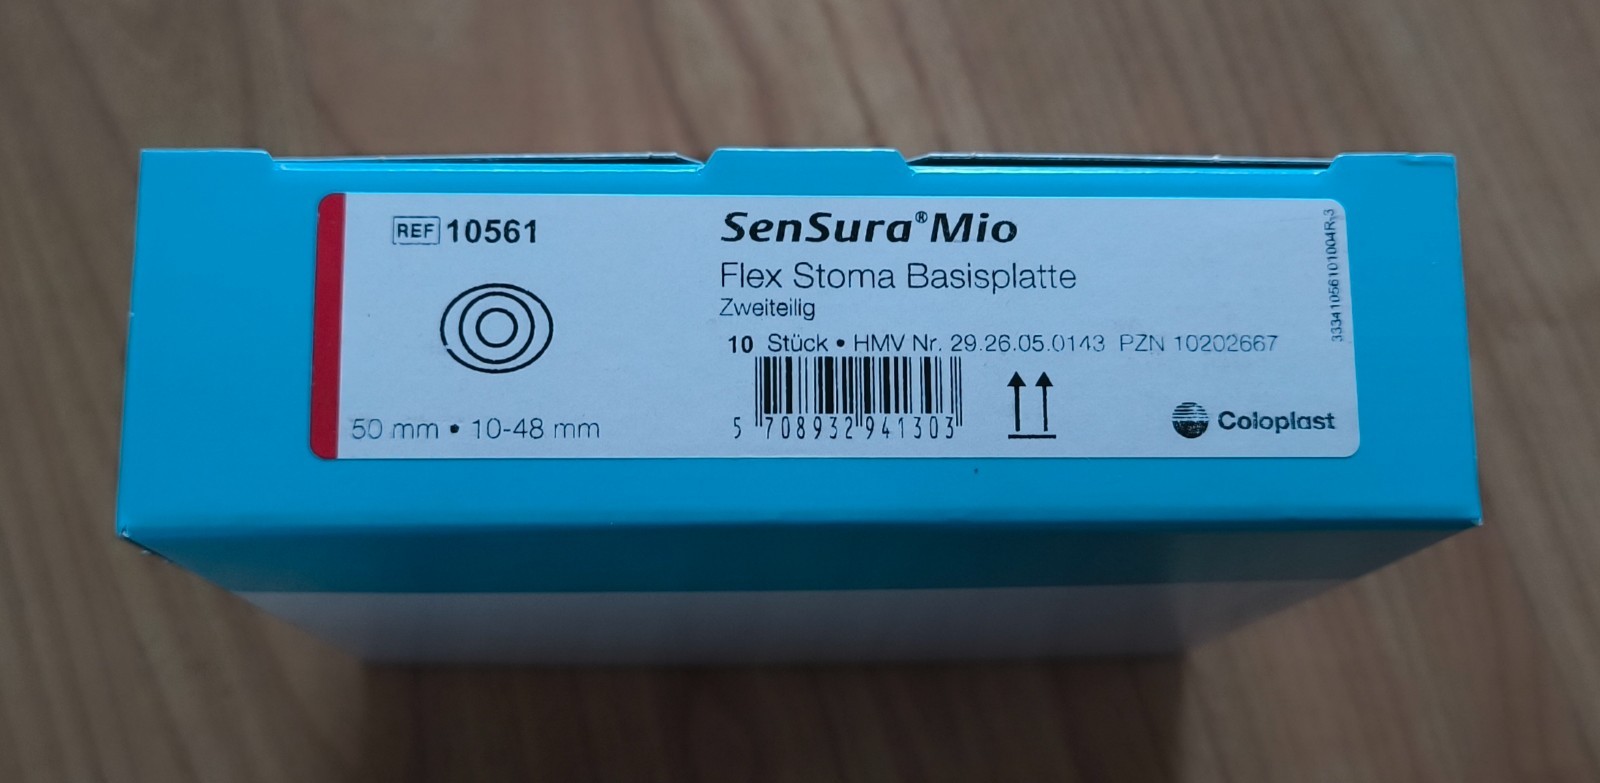 REF 10561
SenSura® Mio
Flex Stoma Basisplatte
Zweiteilig
10 Stück • HMV Nr. 29.26.05.0143 PZN 10202667
5 708932 941303
50 mm • 10-48 mm
Coloplast
33341056101004R13